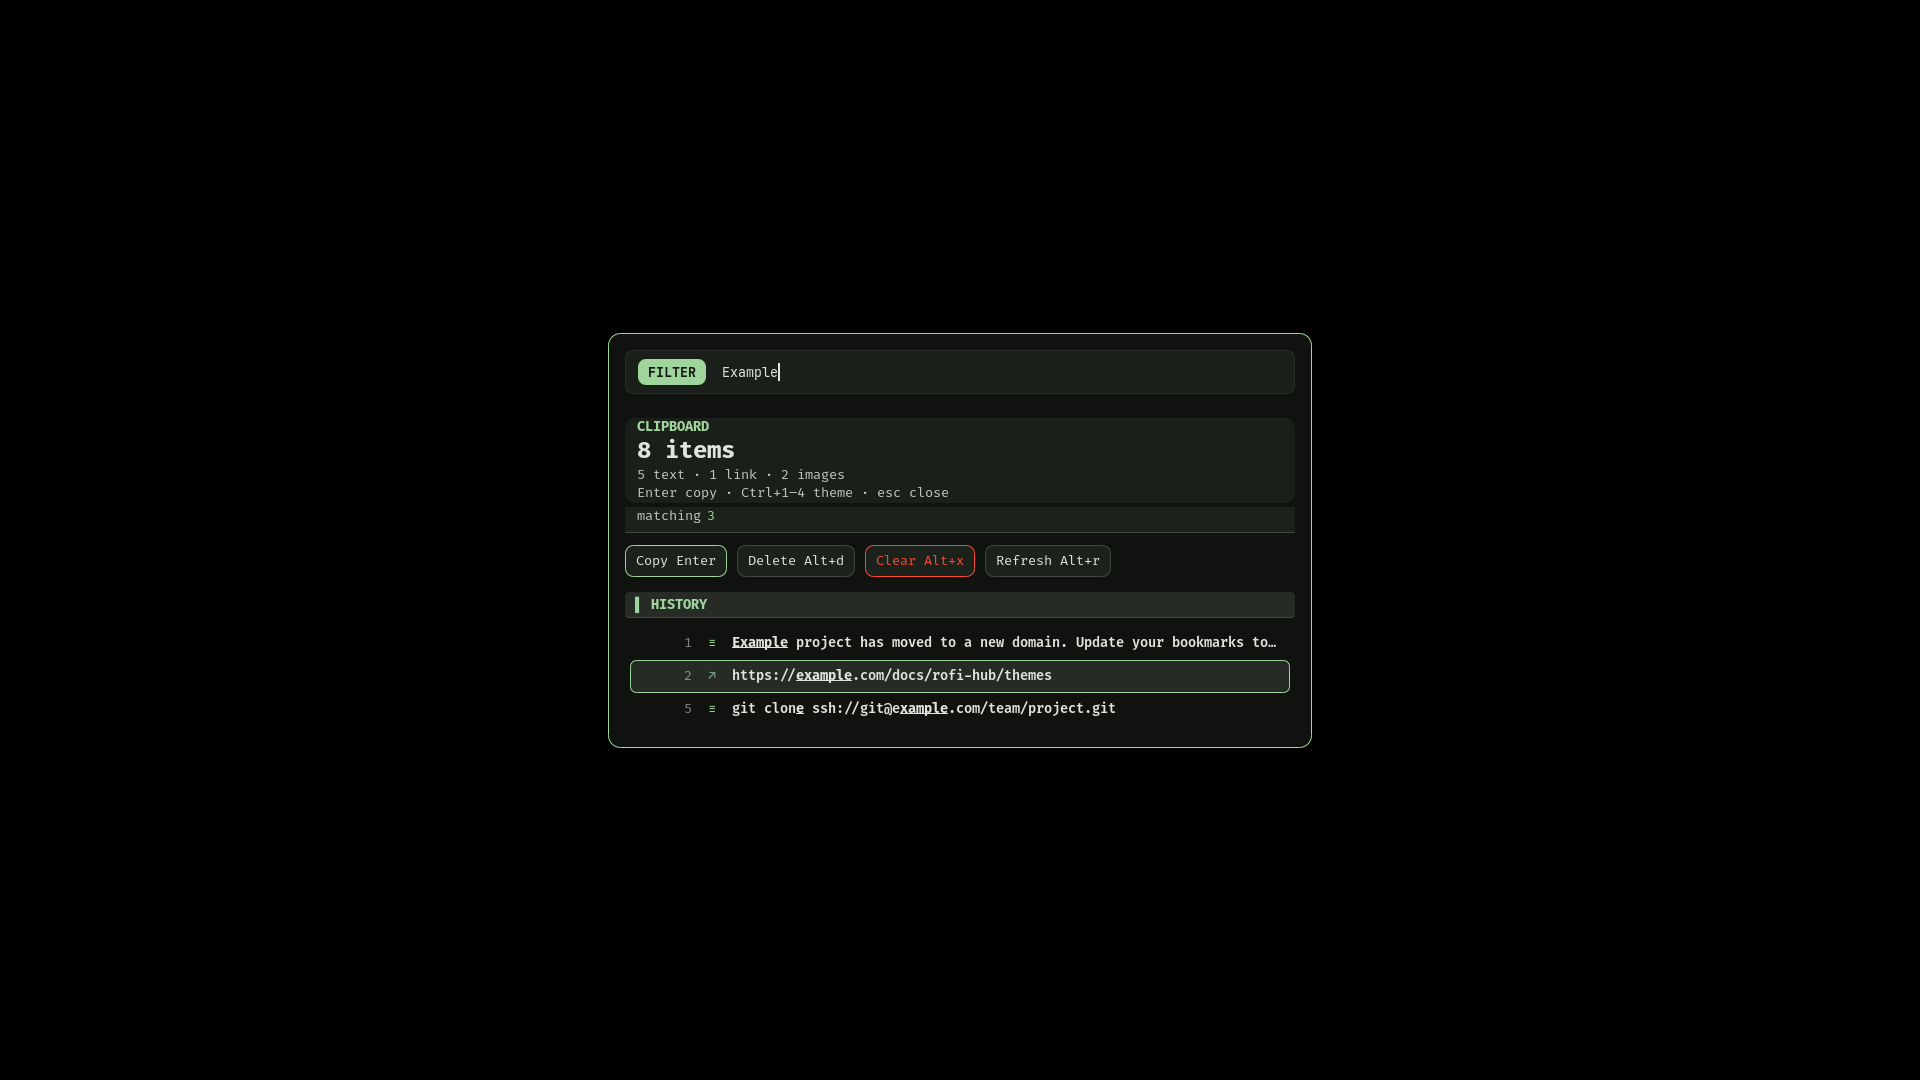 FILTER Example
CLIPBOARD
8 items
5 text · 1 link · 2 images
Enter copy · Ctrl+1–4 theme · esc close
matching 3
Copy Enter Delete Alt+d Clear Alt+x Refresh Alt+r
HISTORY
1 ≡ Example project has moved to a new domain. Update your bookmarks to…
2 ↗ https://example.com/docs/rofi-hub/themes
5 ≡ git clone ssh://git@example.com/team/project.git